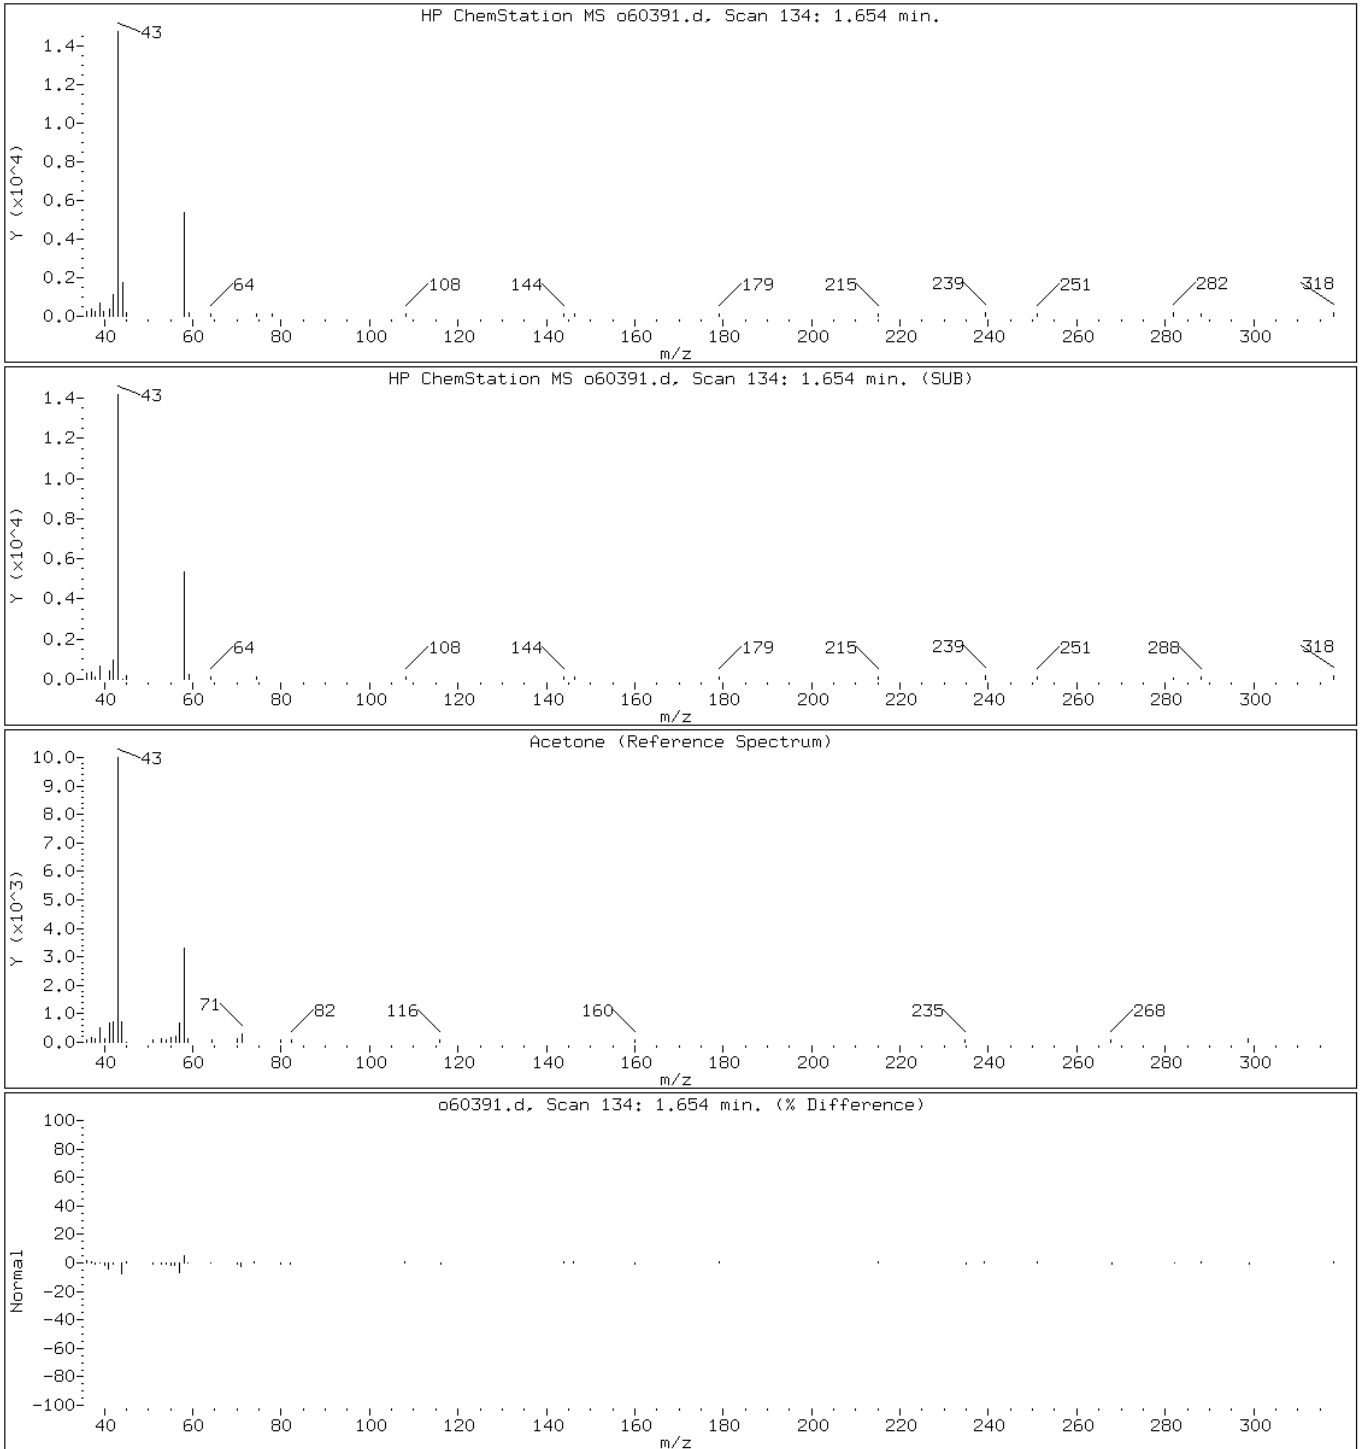 HP ChemStation MS o60391.d, Scan 134: 1.654 min.
43
1.4
1.2
1.0
0.8
0.6
0.4
0.2
0.0
Y (x10^4)
64 108 144 179 215 239 251 282 318
40 60 80 100 120 140 160 180 200 220 240 260 280 300
m/z
HP ChemStation MS o60391.d, Scan 134: 1.654 min. (SUB)
43
1.4
1.2
1.0
0.8
0.6
0.4
0.2
0.0
Y (x10^4)
64 108 144 179 215 239 251 288 318
40 60 80 100 120 140 160 180 200 220 240 260 280 300
m/z
Acetone (Reference Spectrum)
43
10.0
9.0
8.0
7.0
6.0
5.0
4.0
3.0
2.0
1.0
0.0
Y (x10^3)
71 82 116 160 235 268
40 60 80 100 120 140 160 180 200 220 240 260 280 300
m/z
o60391.d, Scan 134: 1.654 min. (% Difference)
100
80
60
40
20
0
-20
-40
-60
-80
-100
Normal
40 60 80 100 120 140 160 180 200 220 240 260 280 300
m/z